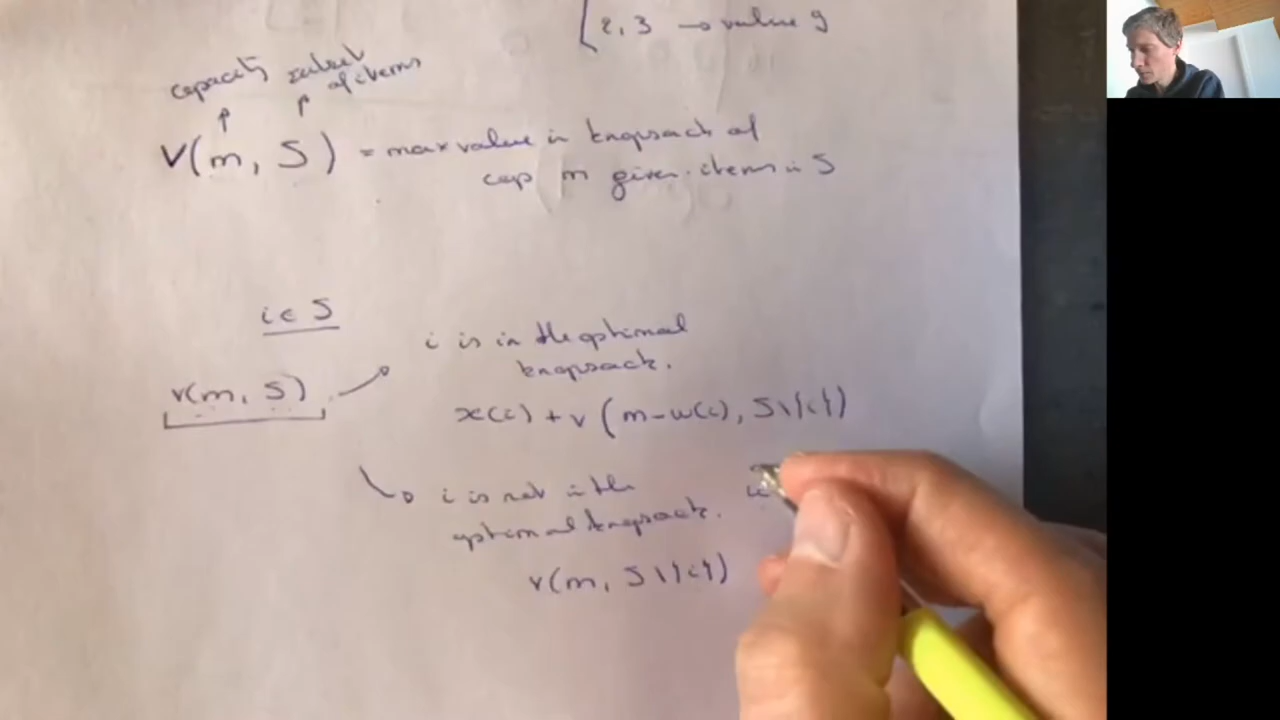 2, 3 → value 9
capacity subset
of items
V(m, S) = max value in knapsack of
cap m given items in S
i ∈ S
i is in the optimal
knapsack.
v(m, S)
x(i) + v(m-w(i), S\{i})
i is not in the
optimal knapsack.
v(m, S\{i})